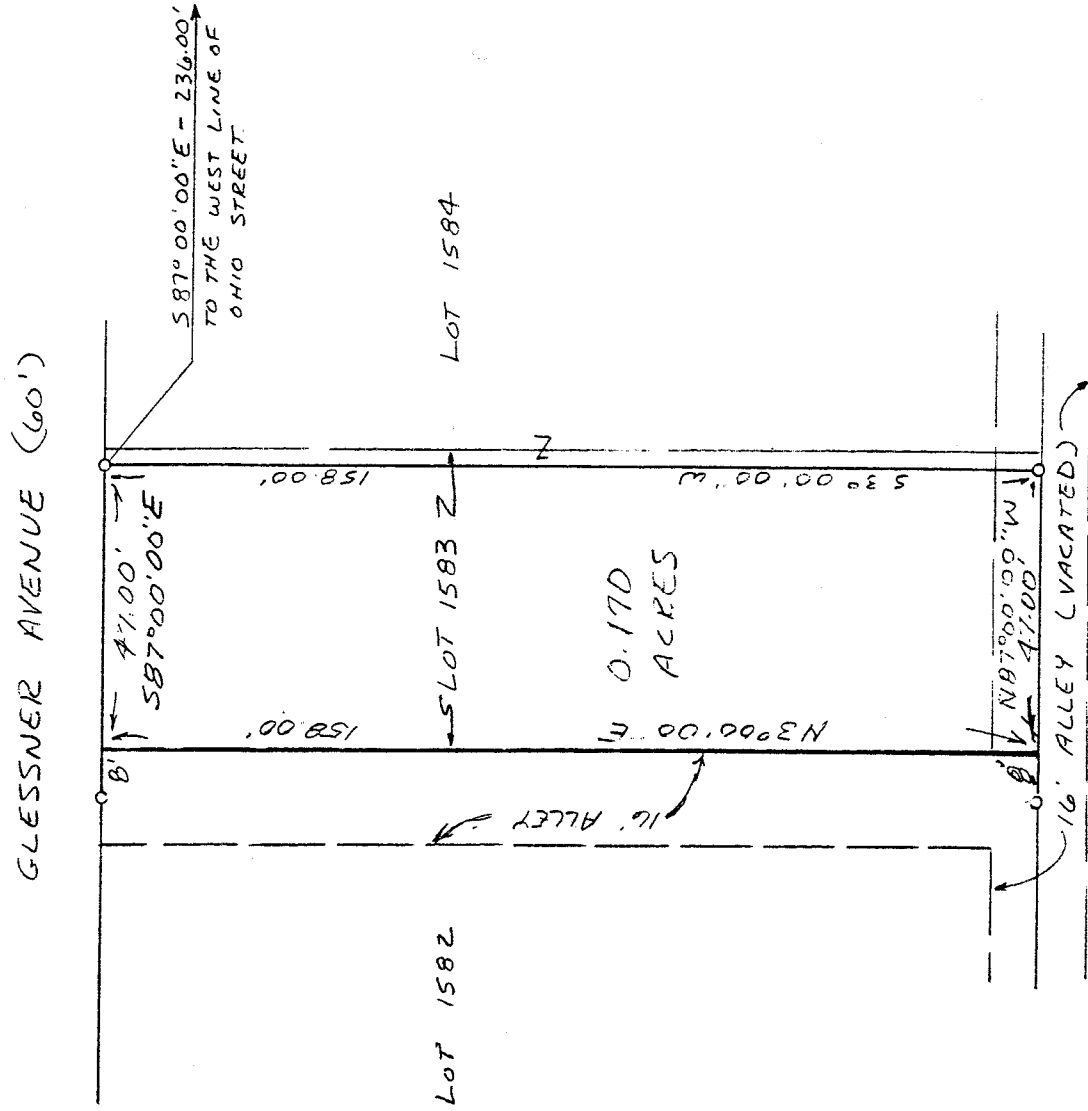 GLESSNER AVENUE (60')
S87°00'00"E - 236.00'
TO THE WEST LINE OF
OHIO STREET
47.00'
S87°00'00"E
8'
158.00'
158.00'
LOT 1584
S LOT 1583 Z
Z
LOT 1582
0.170
ACRES
S 3°00'00"W
N3°00'00"E
16' ALLEY
N87°00'00"W
47.00'
8'
16' ALLEY (VACATED)